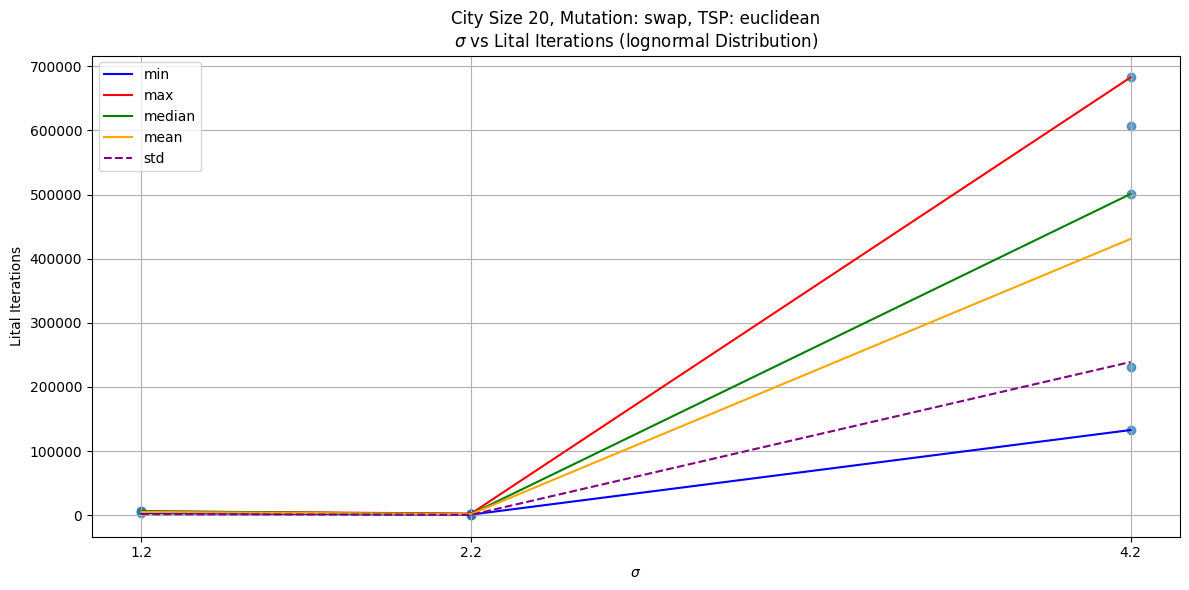 City Size 20, Mutation: swap, TSP: euclidean
σ vs Lital Iterations (lognormal Distribution)
min
max
median
mean
std
700000
600000
500000
400000
300000
200000
100000
0
Lital Iterations
1.2
2.2
4.2
σ